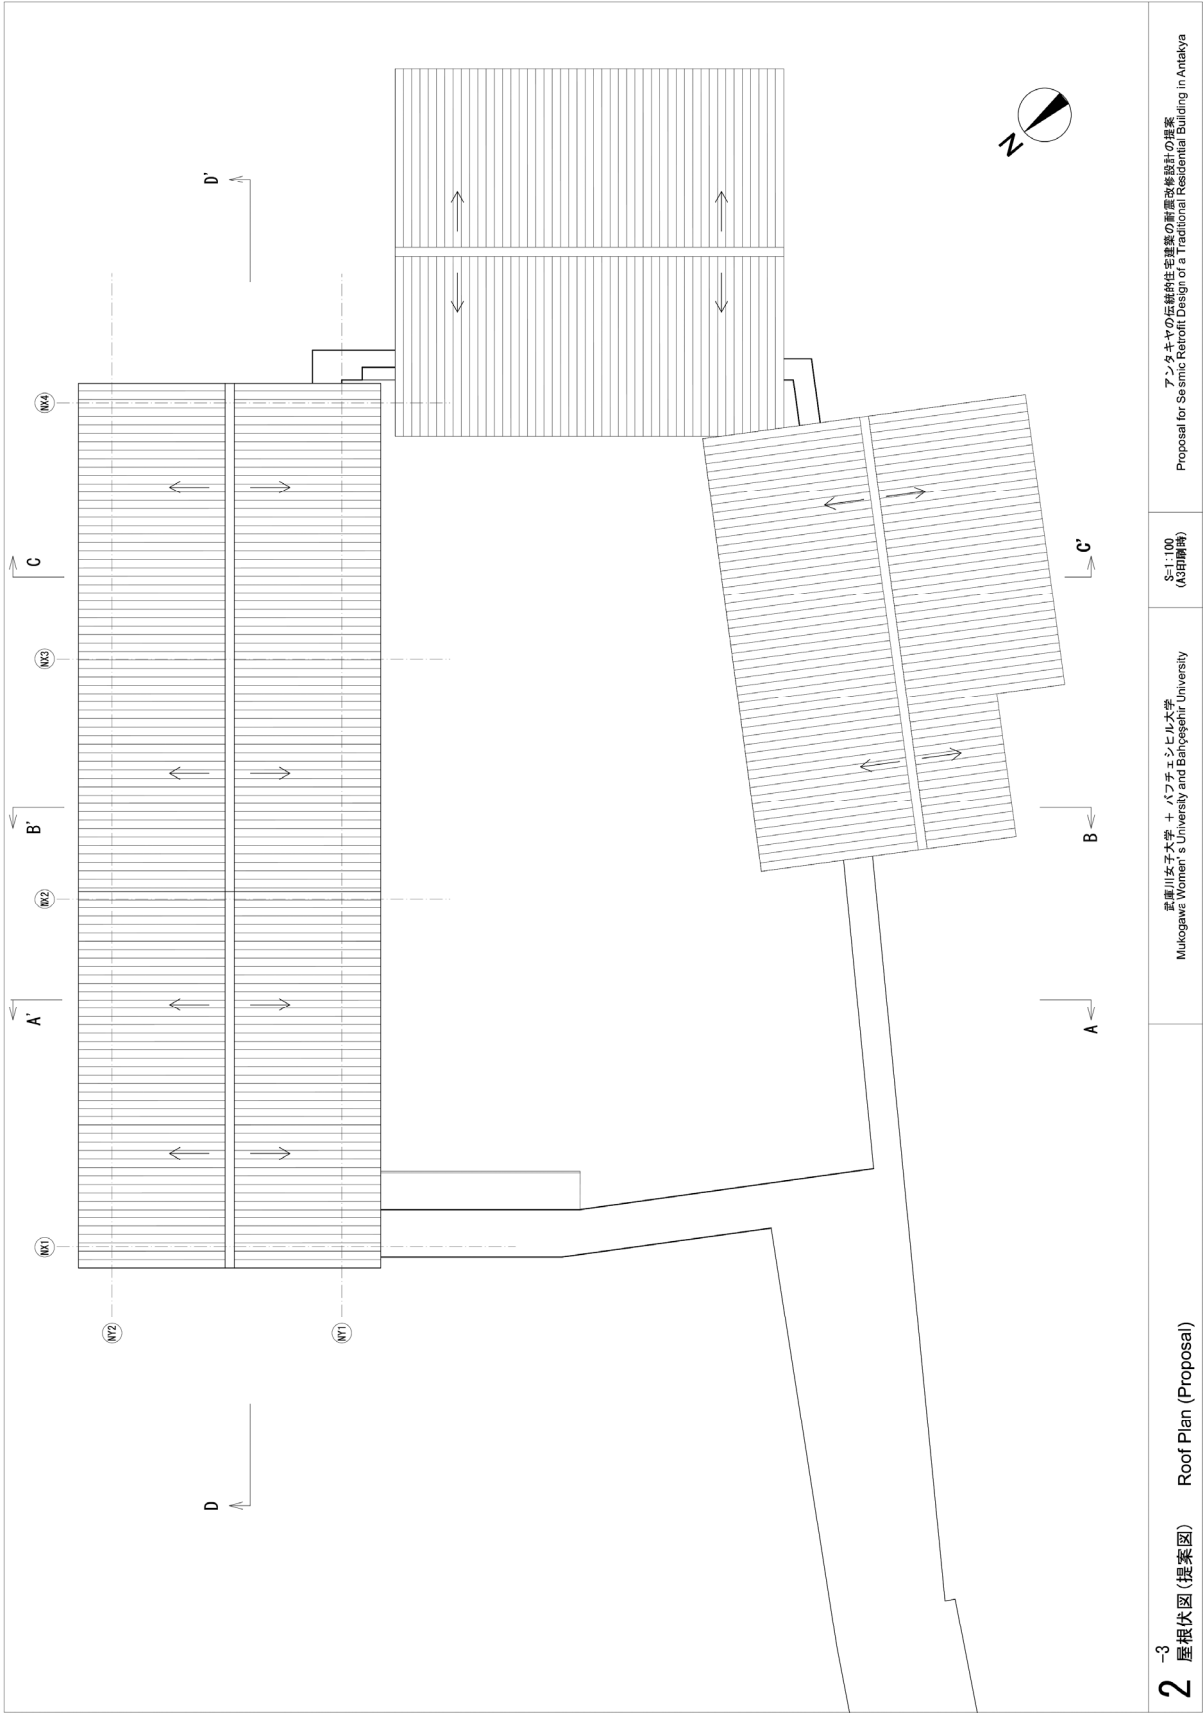 2 -3
屋根伏図(提案図) Roof Plan (Proposal)
武庫川女子大学 + バフチェシヒル大学
Mukogawa Women's University and Bahçeşehir University
S=1:100
(A3印刷時)
アンタキヤの伝統的住宅建築の耐震改修設計の提案
Proposal for Seismic Retrofit Design of a Traditional Residential Building in Antakya
NX1
NX2
NX3
NX4
NY2
NY1
A'
B'
C
D
D'
A
B
C'
N